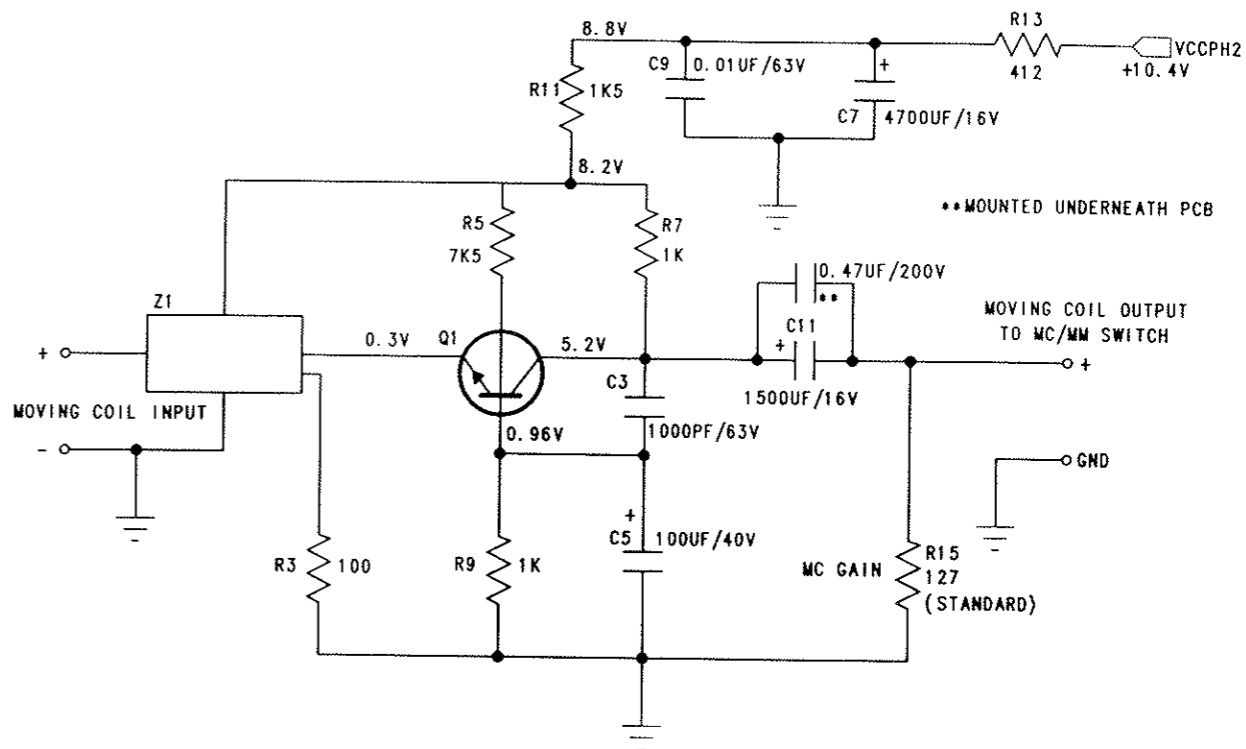 8.8V
R13
412
VCCPH2
+10.4V
C9
0.01UF/63V
+
C7
4700UF/16V
R11
1K5
8.2V
**MOUNTED UNDERNEATH PCB
R5
7K5
R7
1K
0.47UF/200V
**
C11
+
1500UF/16V
MOVING COIL OUTPUT
TO MC/MM SWITCH
+
Z1
+
0.3V
Q1
5.2V
C3
1000PF/63V
MOVING COIL INPUT
-
0.96V
GND
+
C5
100UF/40V
R3
100
R9
1K
MC GAIN
R15
127
(STANDARD)